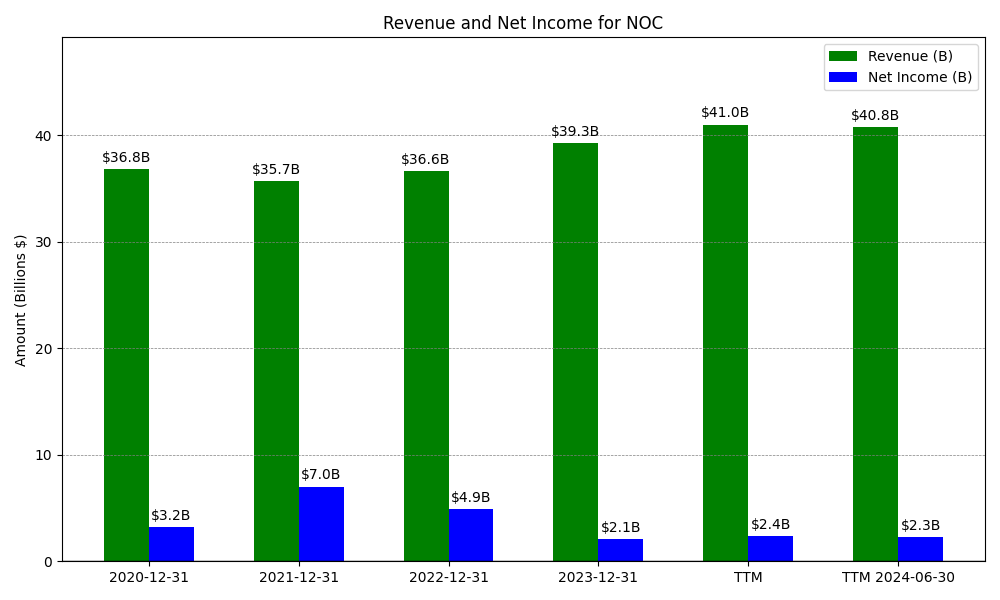 Revenue and Net Income for NOC
Revenue (B)
Net Income (B)
Amount (Billions $)
40
30
20
10
0
$36.8B
$35.7B
$36.6B
$39.3B
$41.0B
$40.8B
$3.2B
$7.0B
$4.9B
$2.1B
$2.4B
$2.3B
2020-12-31
2021-12-31
2022-12-31
2023-12-31
TTM
TTM 2024-06-30